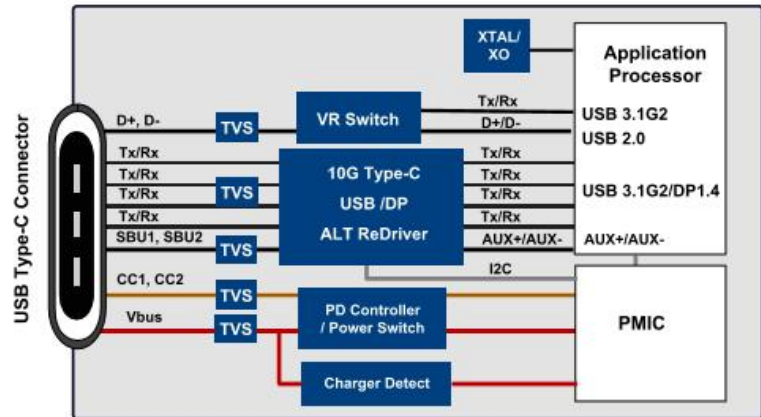 XTAL/
XO
Application
Processor
USB Type-C Connector
D+, D-
TVS
VR Switch
Tx/Rx
D+/D-
USB 3.1G2
USB 2.0
Tx/Rx
Tx/Rx
Tx/Rx
Tx/Rx
TVS
10G Type-C
USB /DP
ALT ReDriver
Tx/Rx
Tx/Rx
Tx/Rx
Tx/Rx
USB 3.1G2/DP1.4
SBU1, SBU2
TVS
AUX+/AUX-
AUX+/AUX-
I2C
CC1, CC2
TVS
PD Controller
/ Power Switch
PMIC
Vbus
TVS
Charger Detect